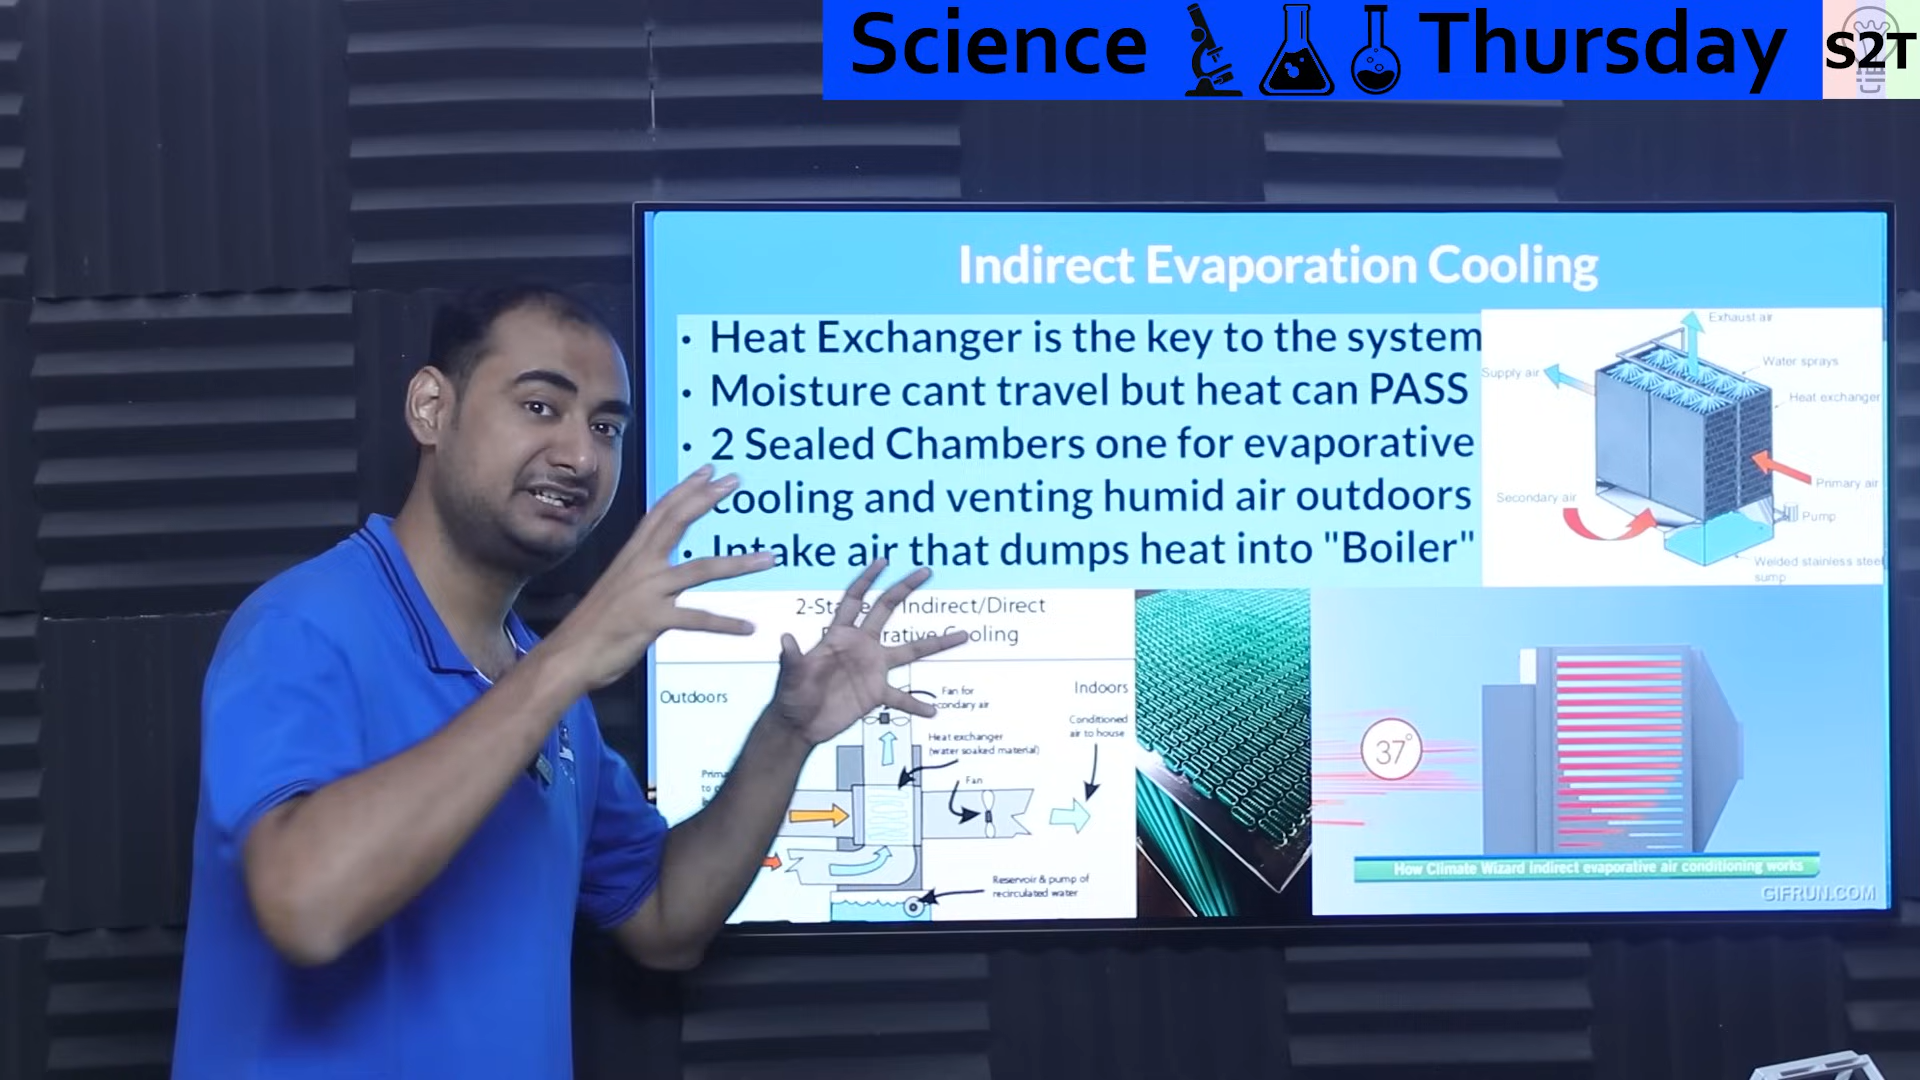 Science Thursday
S2T
Indirect Evaporation Cooling
• Heat Exchanger is the key to the system
• Moisture cant travel but heat can PASS
• 2 Sealed Chambers one for evaporative
cooling and venting humid air outdoors
• Intake air that dumps heat into "Boiler"
Exhaust air
Water sprays
Supply air
Heat exchanger
Primary air
Secondary air
Pump
Welded stainless steel
sump
Indirect/Direct
Cooling
Outdoors
Indoors
Fan for
air
Conditioned
air to house
Heat exchanger
(water soaked material)
Fan
Reservoir & pump of
recirculated water
37°
How Climate Wizard indirect evaporative air conditioning works
GIFRUN.COM